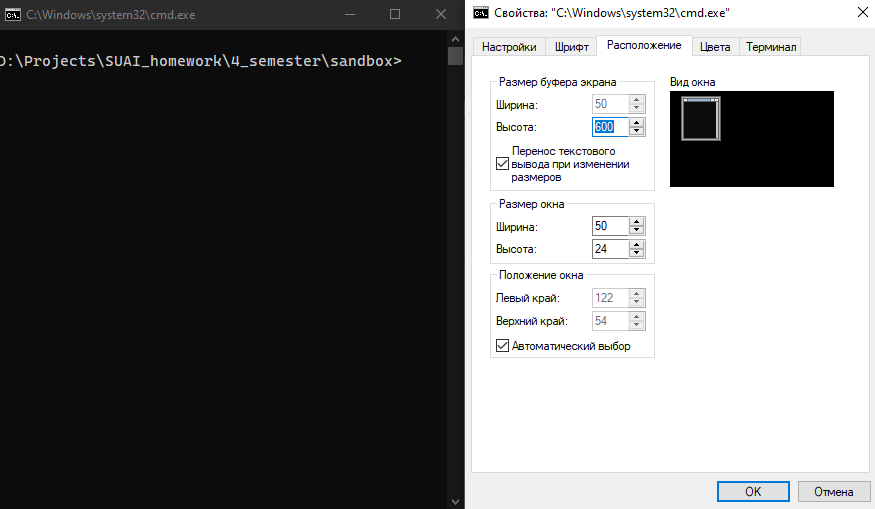 C:\Windows\system32\cmd.exe
D:\Projects\SUAI_homework\4_semester\sandbox>
Свойства: "C:\Windows\system32\cmd.exe"
Настройки
Шрифт
Расположение
Цвета
Терминал
Размер буфера экрана
Ширина: 50
Высота: 600
Перенос текстового
вывода при изменении
размеров
Размер окна
Ширина: 50
Высота: 24
Положение окна
Левый край: 122
Верхний край: 54
Автоматический выбор
Вид окна
OK
Отмена